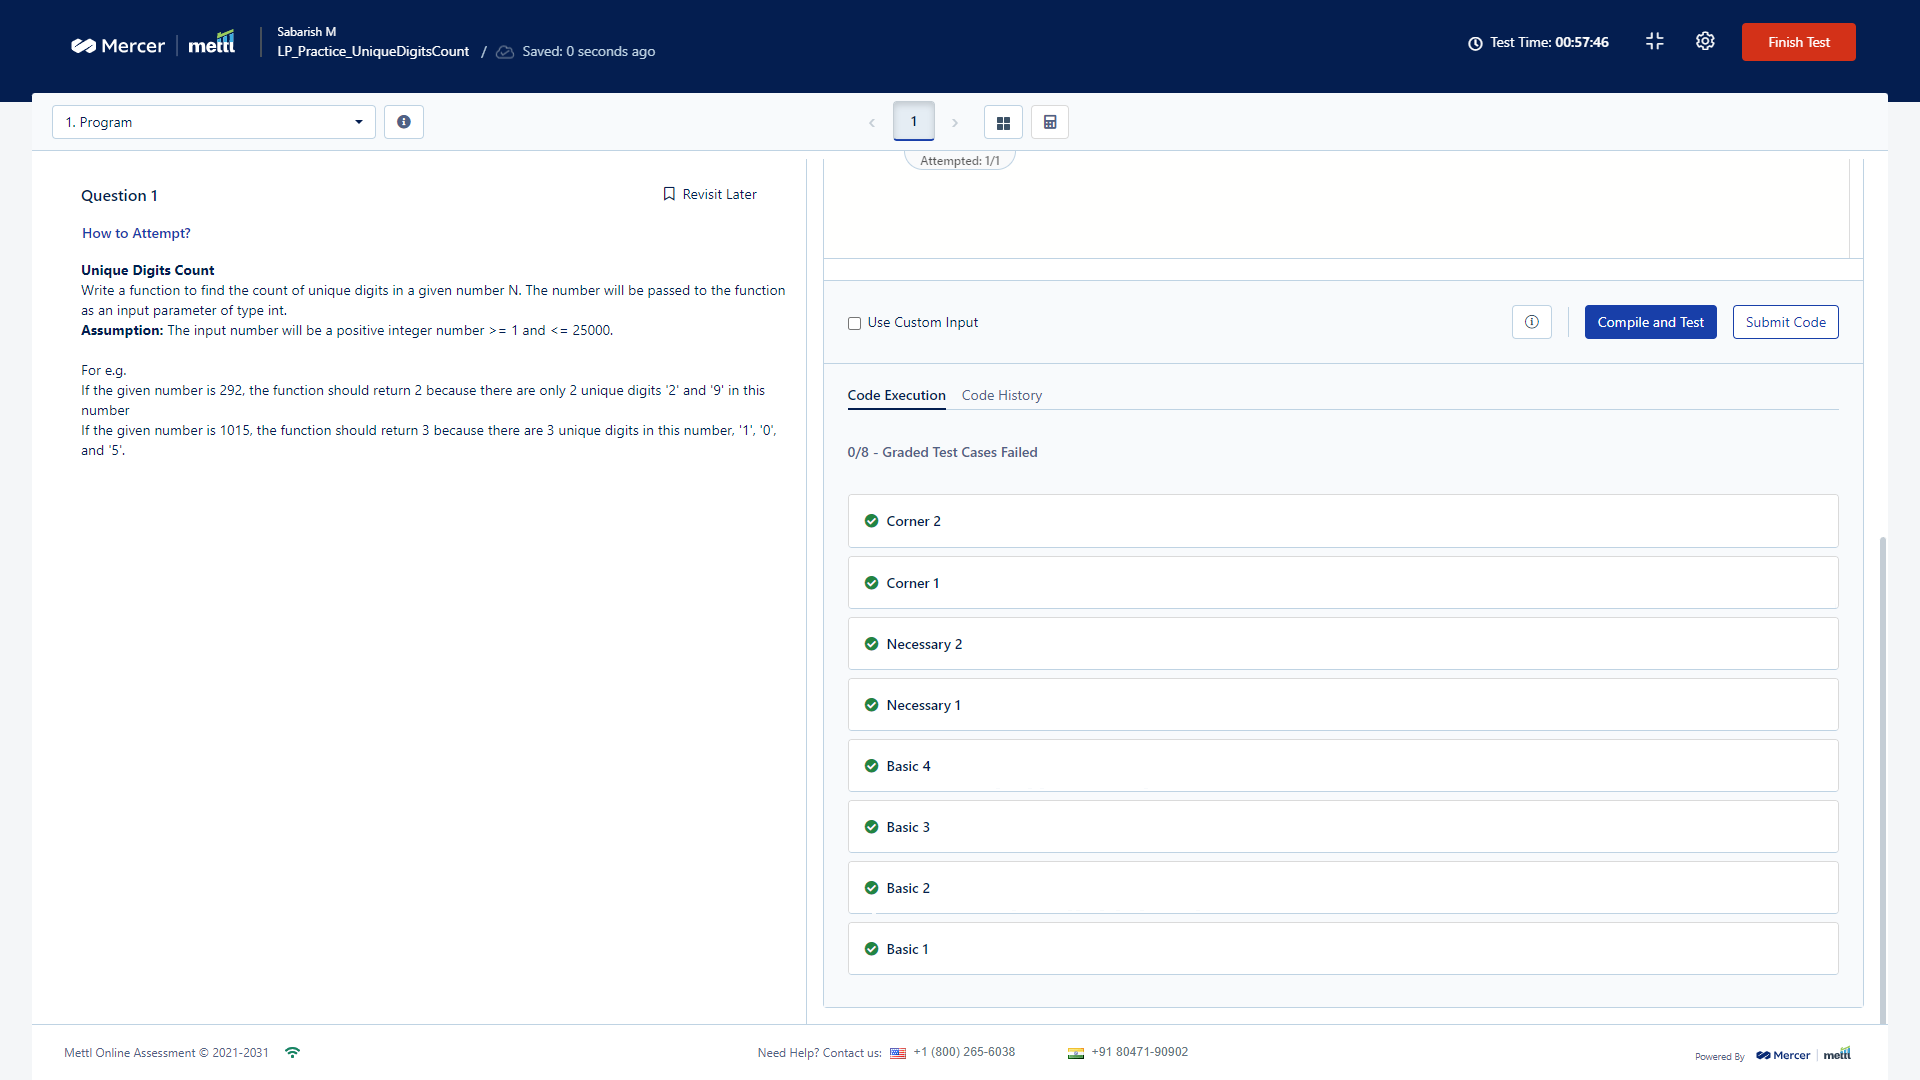 Mercer | mettl
Sabarish M
LP_Practice_UniqueDigitsCount / Saved: 0 seconds ago
Test Time: 00:57:46
Finish Test
1. Program
1
Attempted: 1/1
Question 1
Revisit Later
How to Attempt?
Unique Digits Count
Write a function to find the count of unique digits in a given number N. The number will be passed to the function
as an input parameter of type int.
Assumption: The input number will be a positive integer number >= 1 and <= 25000.
For e.g.
If the given number is 292, the function should return 2 because there are only 2 unique digits '2' and '9' in this
number
If the given number is 1015, the function should return 3 because there are 3 unique digits in this number, '1', '0',
and '5'.
Use Custom Input
Compile and Test
Submit Code
Code Execution
Code History
0/8 - Graded Test Cases Failed
Corner 2
Corner 1
Necessary 2
Necessary 1
Basic 4
Basic 3
Basic 2
Basic 1
Mettl Online Assessment © 2021-2031
Need Help? Contact us: +1 (800) 265-6038
+91 80471-90902
Powered By Mercer | mettl